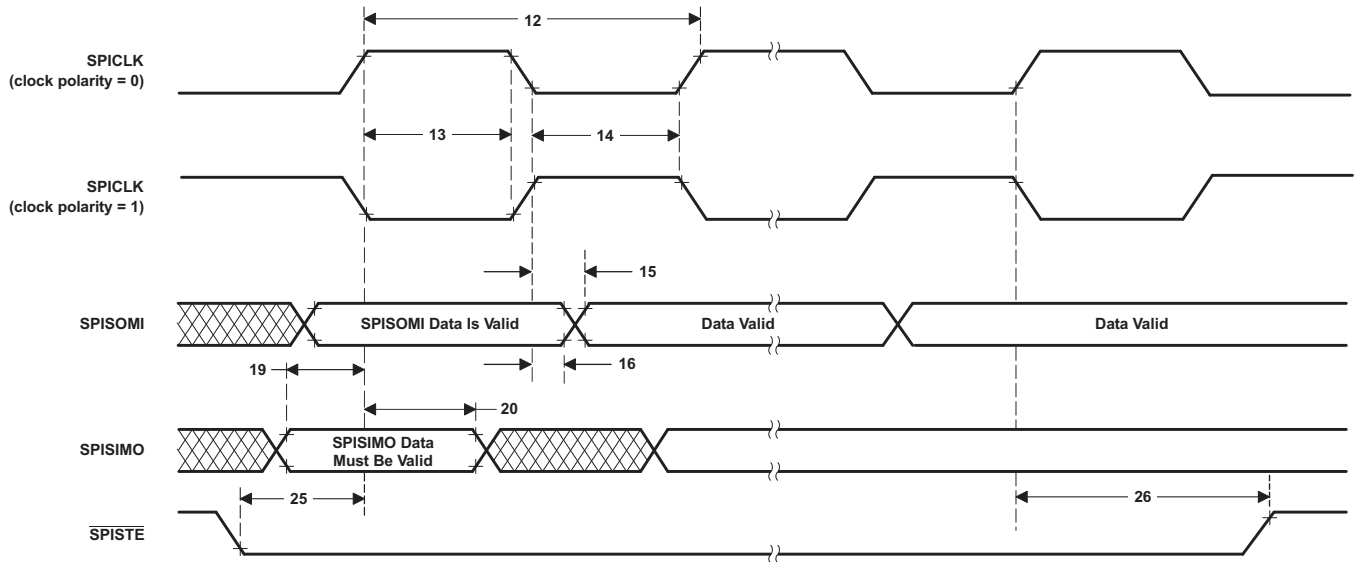 12
SPICLK
(clock polarity = 0)
13
14
SPICLK
(clock polarity = 1)
15
SPISOMI
SPISOMI Data Is Valid
Data Valid
Data Valid
16
19
20
SPISIMO
SPISIMO Data
Must Be Valid
25
26
SPISTE